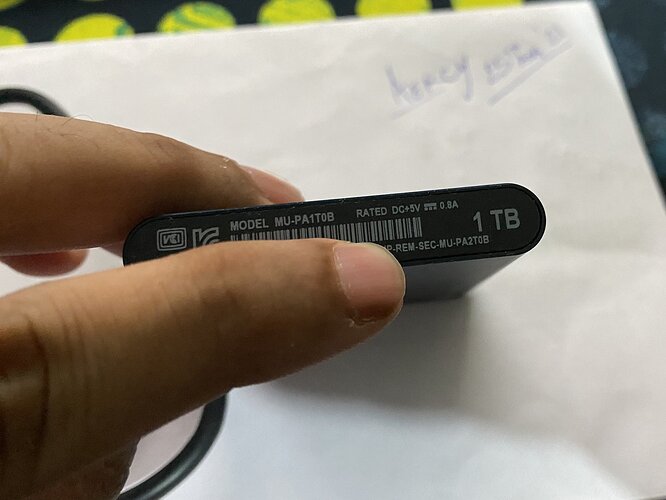 MODEL MU-PA1T0B RATED DC+5V ⎓ 0.8A
1 TB
P-REM-SEC-MU-PA2T0B